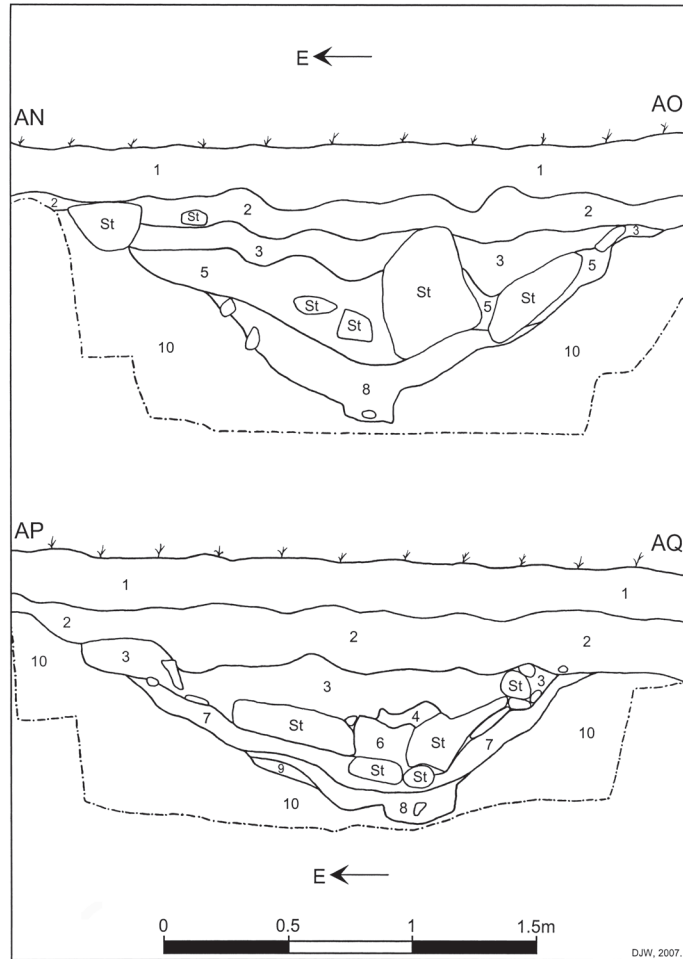 E
AN AO
1 1
2 St 2 2
St 3
3 3
5 5
St
St 5 St
St
10 10
8
AP AQ
1 1
2 2 2
10 3
3 St 3
7 4
St
6 St 7 10
9 St St
10 8
E
0 0.5 1 1.5m
DJW, 2007.